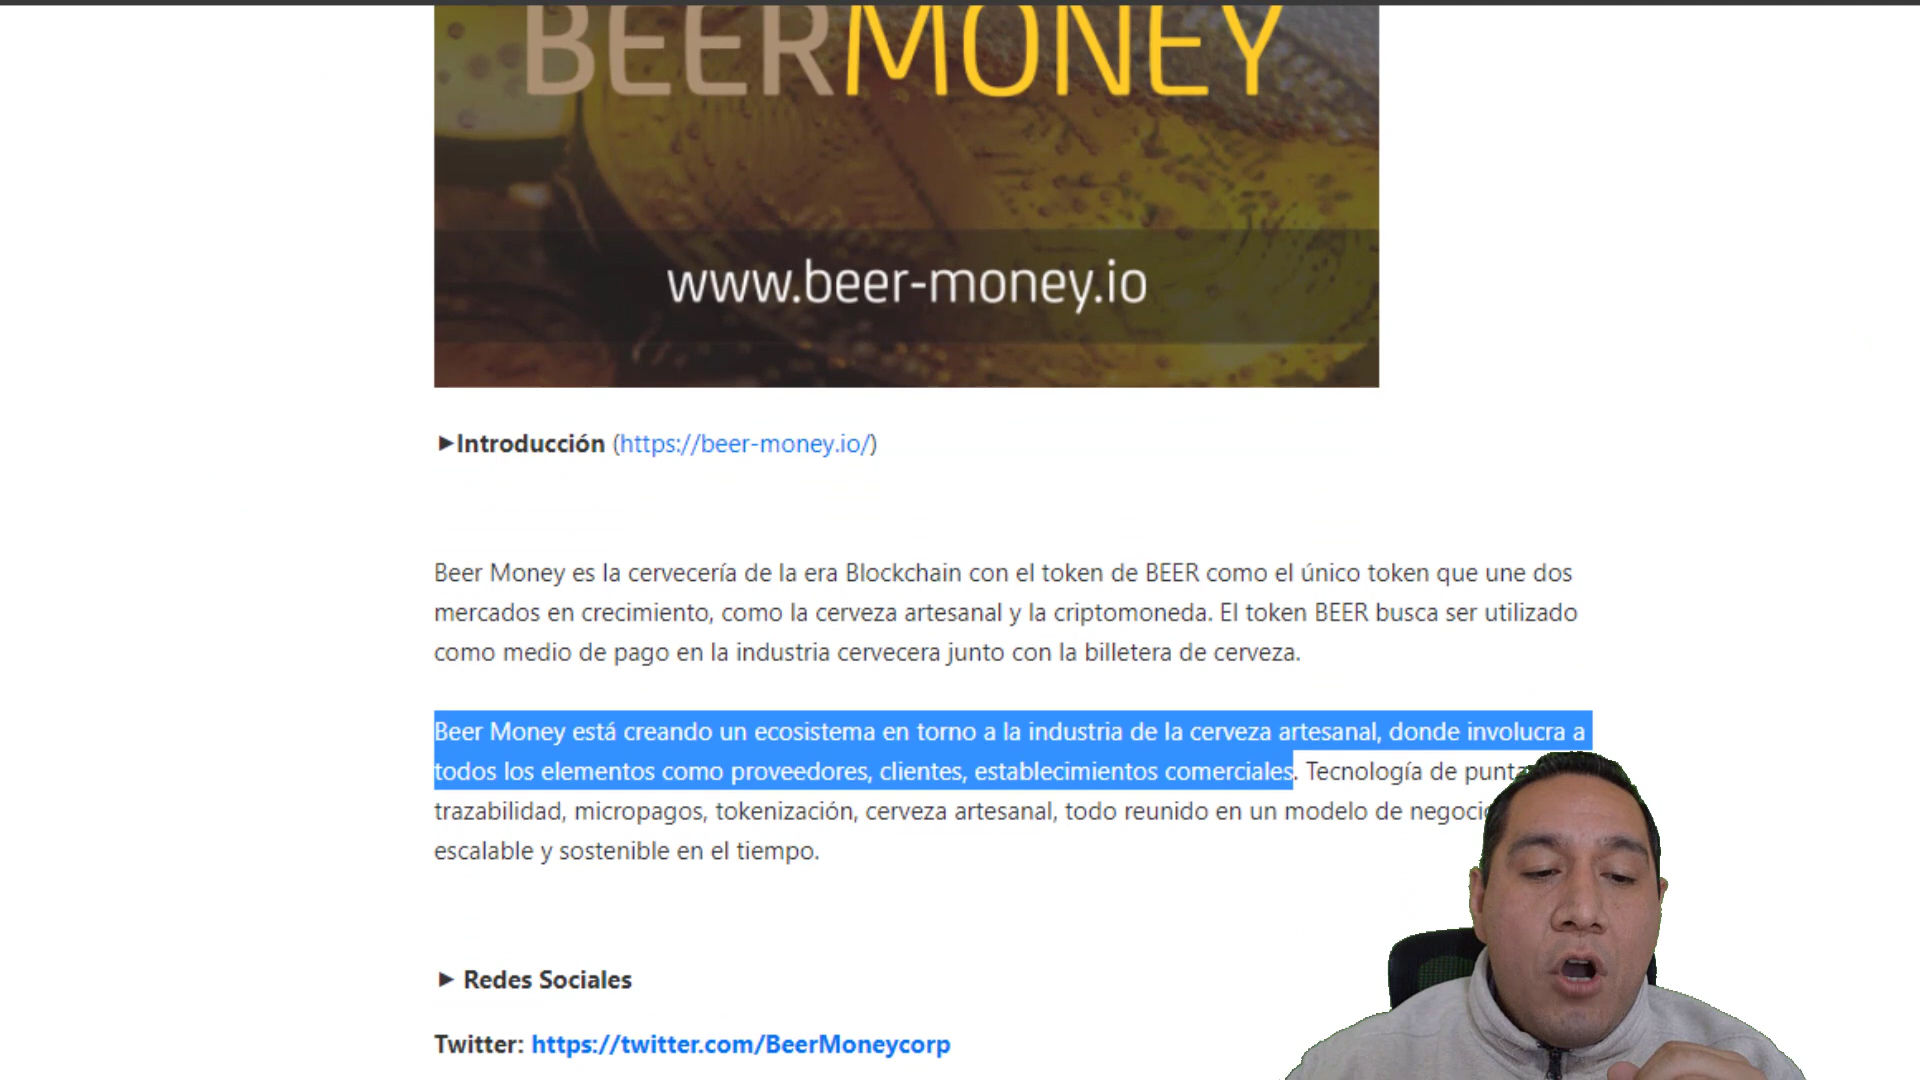 BEERMONEY
www.beer-money.io
►Introducción (https://beer-money.io/)
Beer Money es la cervecería de la era Blockchain con el token de BEER como el único token que une dos
mercados en crecimiento, como la cerveza artesanal y la criptomoneda. El token BEER busca ser utilizado
como medio de pago en la industria cervecera junto con la billetera de cerveza.
Beer Money está creando un ecosistema en torno a la industria de la cerveza artesanal, donde involucra a
todos los elementos como proveedores, clientes, establecimientos comerciales. Tecnología de punta
trazabilidad, micropagos, tokenización, cerveza artesanal, todo reunido en un modelo de negocio
escalable y sostenible en el tiempo.
► Redes Sociales
Twitter: https://twitter.com/BeerMoneycorp